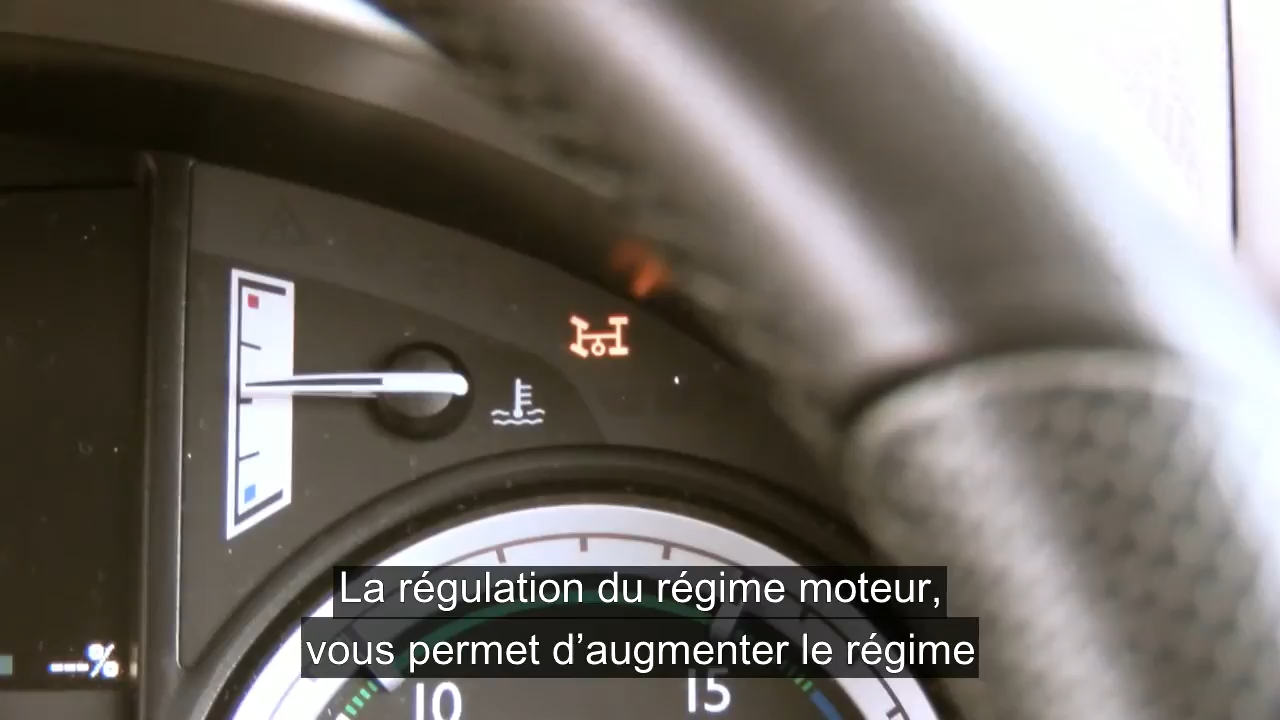 ---%
La régulation du régime moteur,
vous permet d’augmenter le régime
10 15